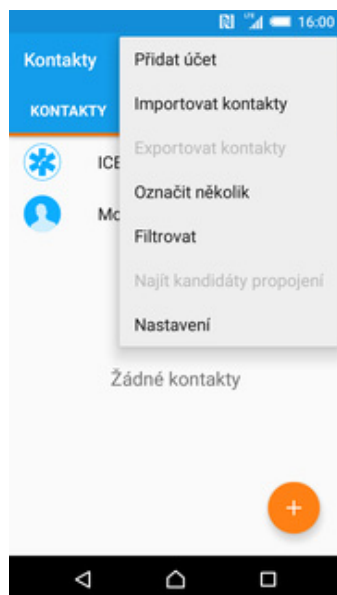 16:00
Kontakty
Přidat účet
KONTAKTY
Importovat kontakty
Exportovat kontakty
ICE
Označit několik
Filtrovat
Najít kandidáty propojení
Nastavení
Žádné kontakty